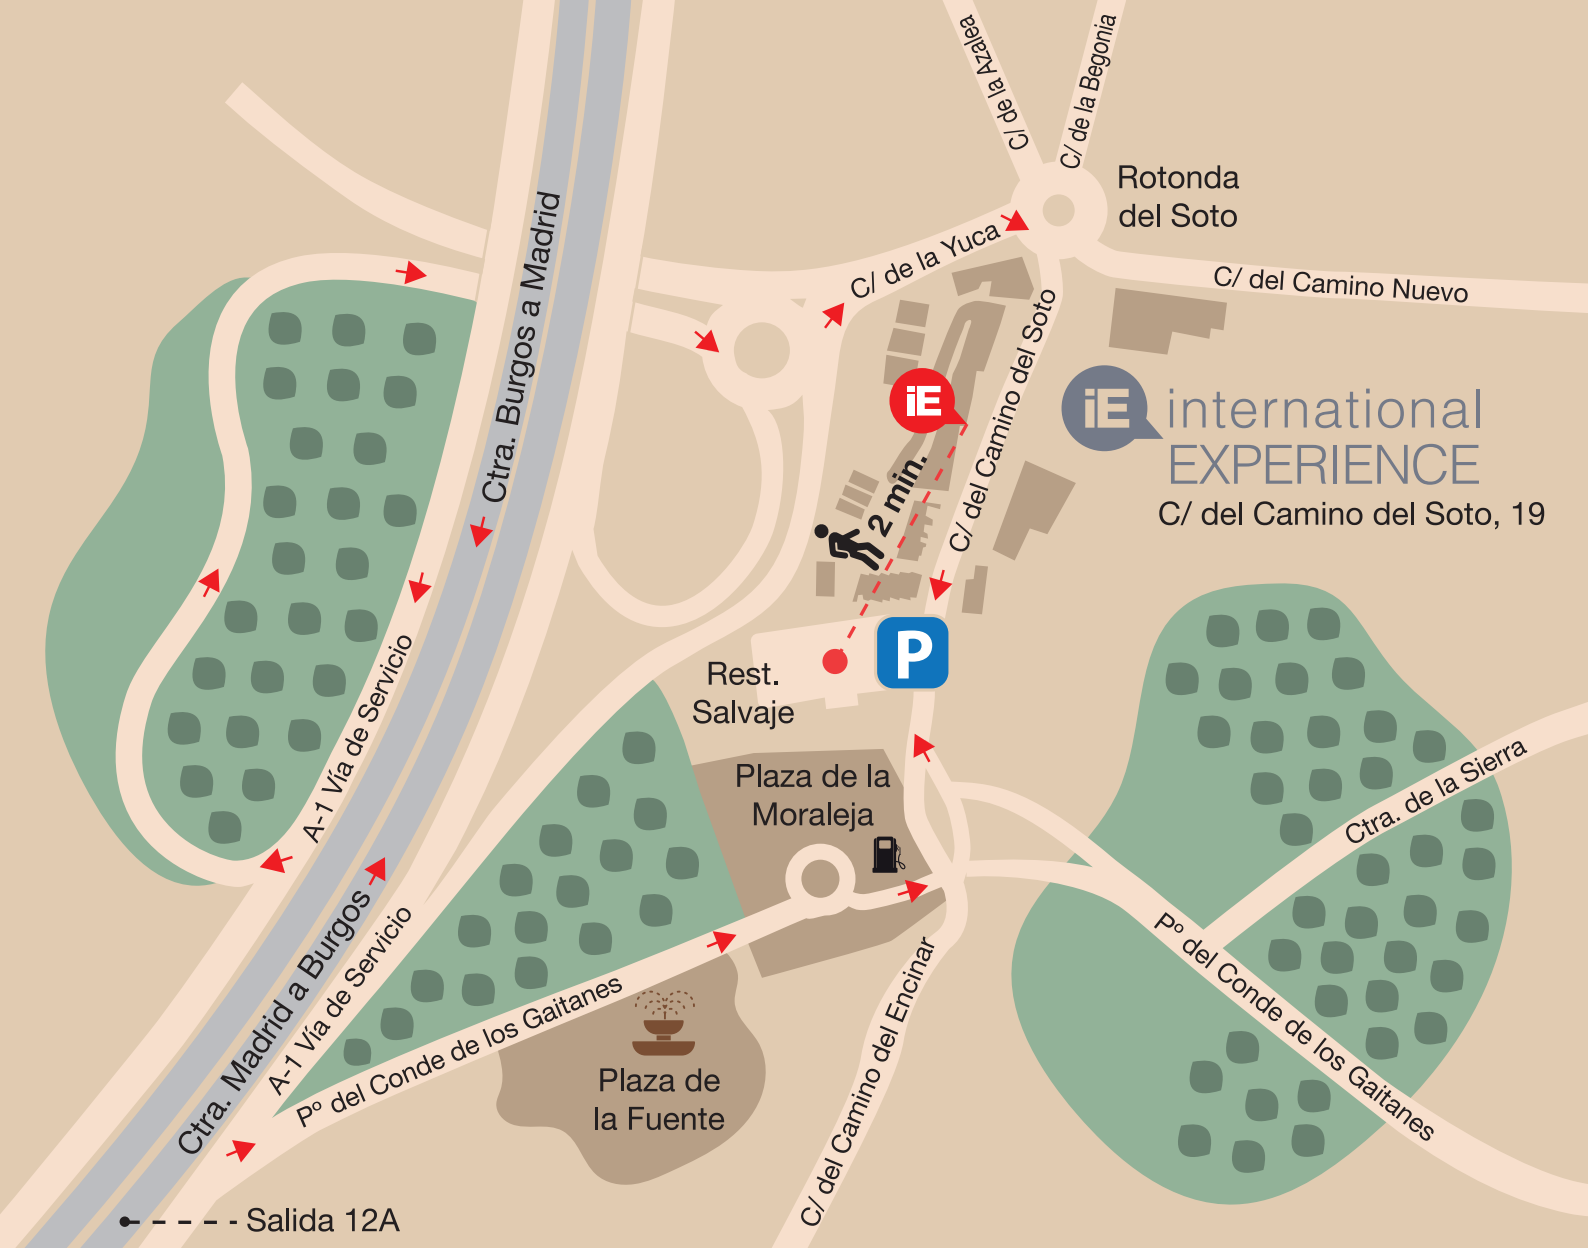 C/ de la Azalea
C/ de la Begonia
Rotonda
del Soto
C/ de la Yuca
C/ del Camino Nuevo
Ctra. Burgos a Madrid
C/ del Camino del Soto
iE
iE international
EXPERIENCE
C/ del Camino del Soto, 19
2 min.
P
Rest.
Salvaje
A-1 Vía de Servicio
Plaza de la
Moraleja
Ctra. de la Sierra
Ctra. Madrid a Burgos
A-1 Vía de Servicio
Pº del Conde de los Gaitanes
Pº del Conde de los Gaitanes
C/ del Camino del Encinar
Plaza de
la Fuente
Salida 12A